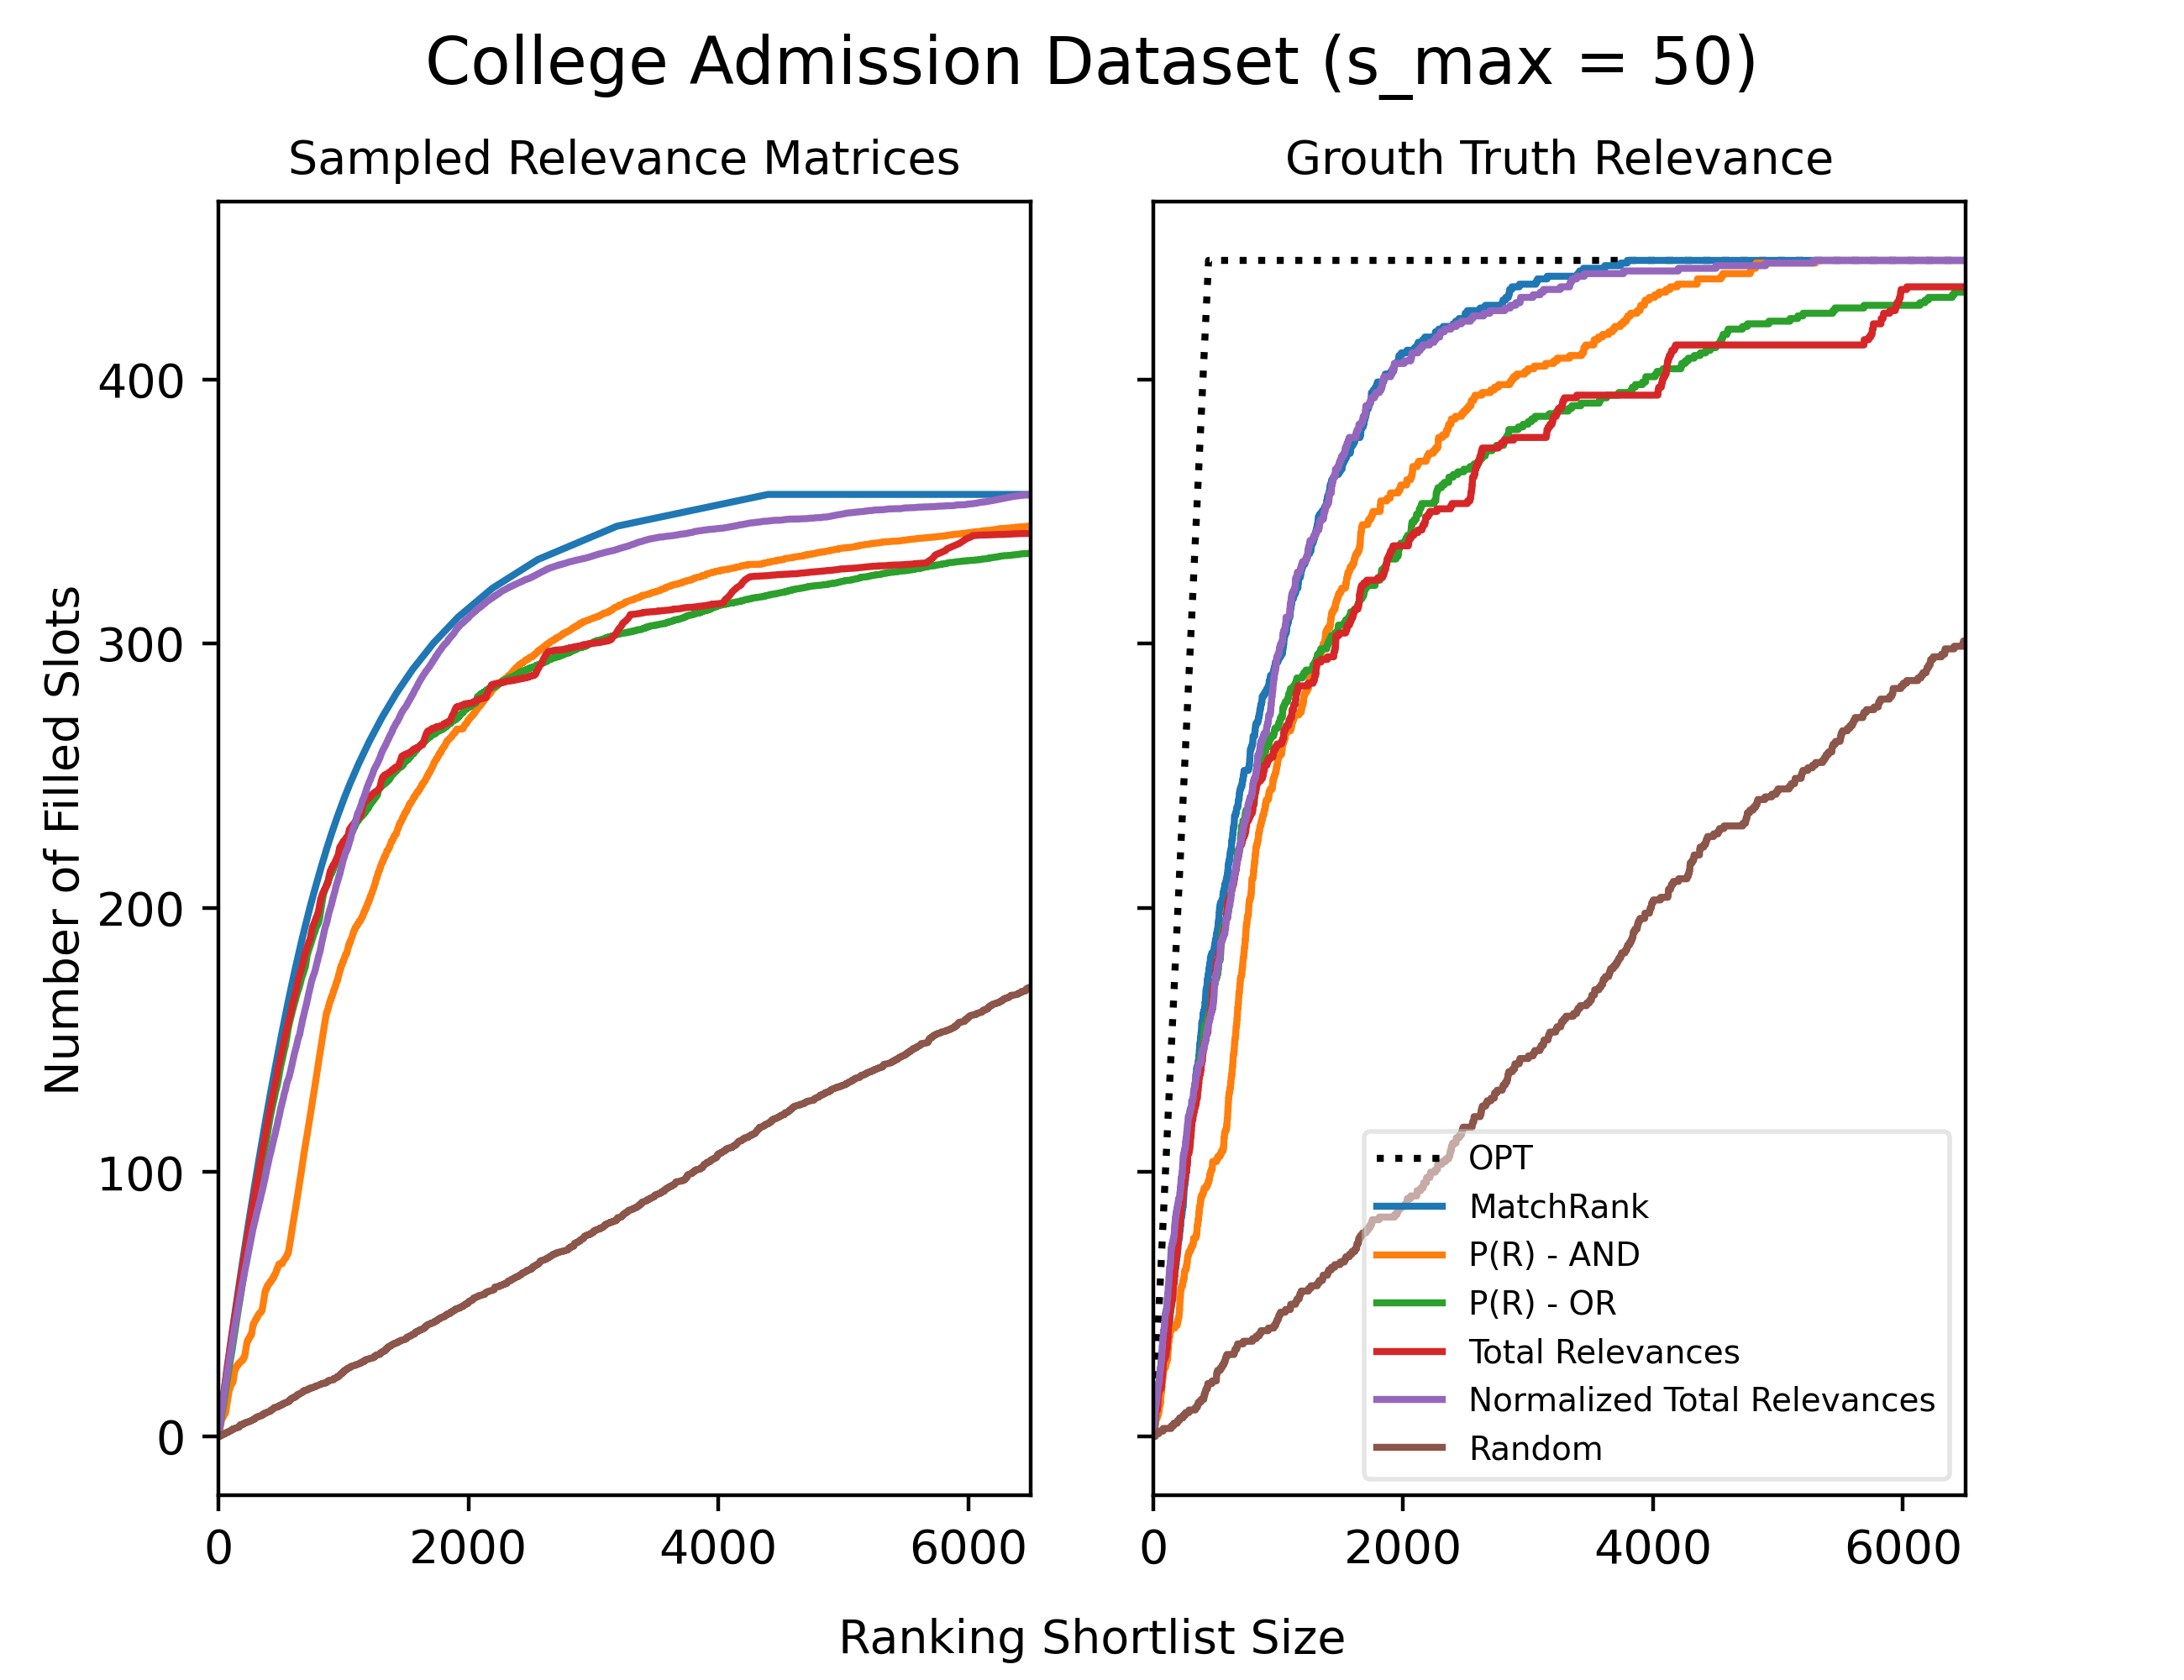 College Admission Dataset (s_max = 50)
Sampled Relevance Matrices
Grouth Truth Relevance
Number of Filled Slots
400
300
200
100
0
0 2000 4000 6000
0 2000 4000 6000
OPT
MatchRank
P(R) - AND
P(R) - OR
Total Relevances
Normalized Total Relevances
Random
Ranking Shortlist Size